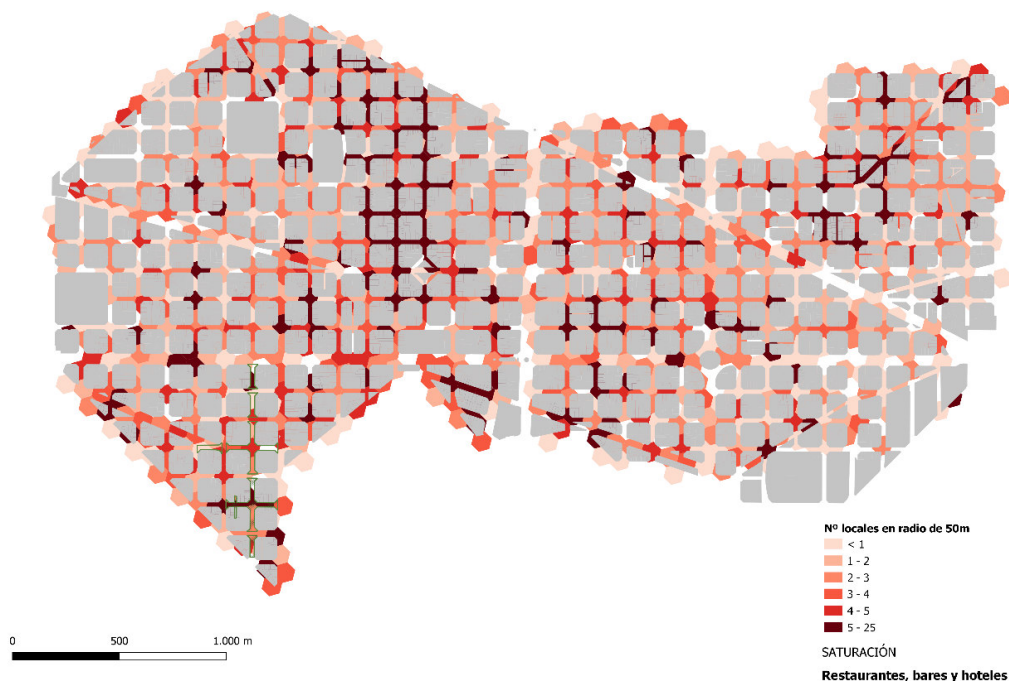 Nº locales en radio de 50m
< 1
1 - 2
2 - 3
3 - 4
4 - 5
5 - 25
SATURACIÓN
Restaurantes, bares y hoteles
0 500 1.000 m